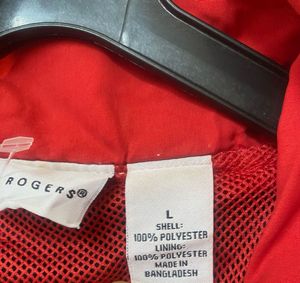 ROGERS®
L
SHELL:
100% POLYESTER
LINING:
100% POLYESTER
MADE IN
BANGLADESH